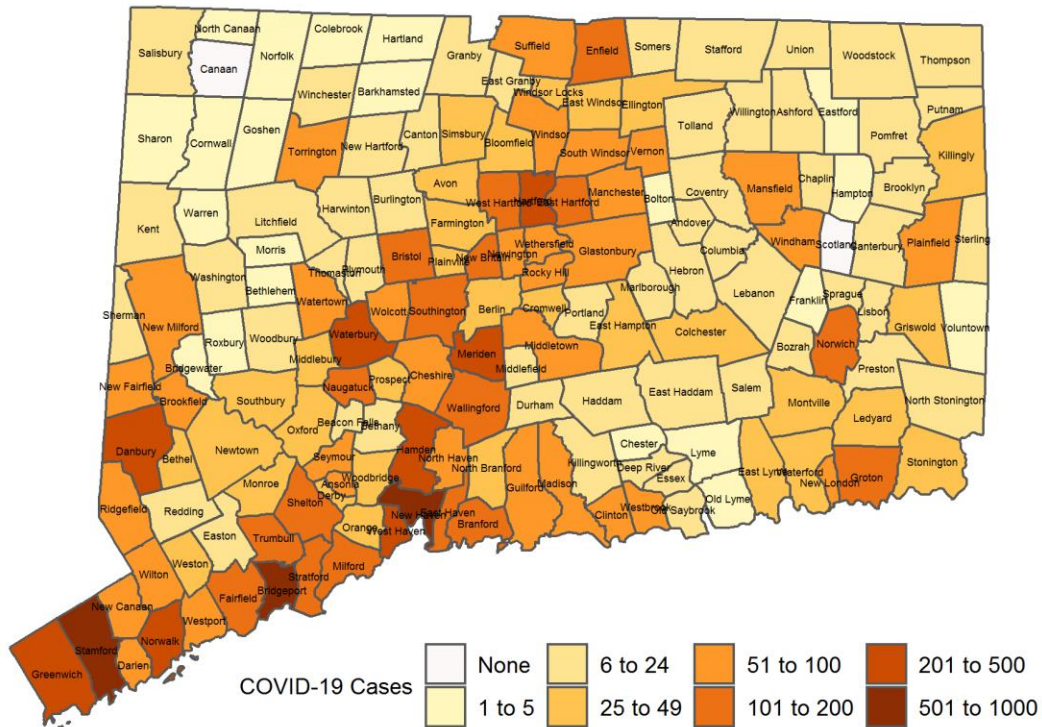 North Canaan
Colebrook
Hartland
Salisbury
Canaan
Norfolk
Granby
Suffield
Enfield
Somers
Stafford
Union
Woodstock
Thompson
East Granby
Windsor Locks
Winchester
Barkhamsted
East Windsor
Ellington
Willington
Ashford
Eastford
Putnam
Sharon
Cornwall
Goshen
Torrington
New Hartford
Canton
Simsbury
Bloomfield
Windsor
South Windsor
Vernon
Tolland
Pomfret
Killingly
Avon
West Hartford
Hartford
East Hartford
Manchester
Bolton
Coventry
Mansfield
Chaplin
Hampton
Brooklyn
Kent
Warren
Litchfield
Harwinton
Burlington
Farmington
Wethersfield
Glastonbury
Andover
Columbia
Windham
Scotland
Canterbury
Plainfield
Sterling
Morris
Bristol
Plainville
New Britain
Newington
Rocky Hill
Hebron
Washington
Bethlehem
Thomaston
Plymouth
Marlborough
Lebanon
Franklin
Sprague
Lisbon
Griswold
Voluntown
Sherman
New Milford
Watertown
Wolcott
Southington
Berlin
Cromwell
Portland
East Hampton
Colchester
Roxbury
Woodbury
Waterbury
Meriden
Middletown
Middlefield
Bozrah
Norwich
Preston
Bridgewater
Middlebury
Naugatuck
Prospect
Cheshire
New Fairfield
Brookfield
Southbury
Wallingford
Durham
Haddam
East Haddam
Salem
Montville
Ledyard
North Stonington
Oxford
Beacon Falls
Bethany
Danbury
Bethel
Newtown
Seymour
Hamden
North Haven
Chester
Lyme
Monroe
Ansonia
Derby
Woodbridge
North Branford
Guilford
Madison
Killingworth
Deep River
Essex
East Lyme
Waterford
New London
Groton
Stonington
Ridgefield
Redding
Shelton
Orange
New Haven
East Haven
Branford
Clinton
Westbrook
Old Saybrook
Old Lyme
Easton
Trumbull
West Haven
Wilton
Weston
Stratford
Milford
New Canaan
Fairfield
Bridgeport
Westport
Stamford
Norwalk
Greenwich
Darien
COVID-19 Cases
None
6 to 24
51 to 100
201 to 500
1 to 5
25 to 49
101 to 200
501 to 1000